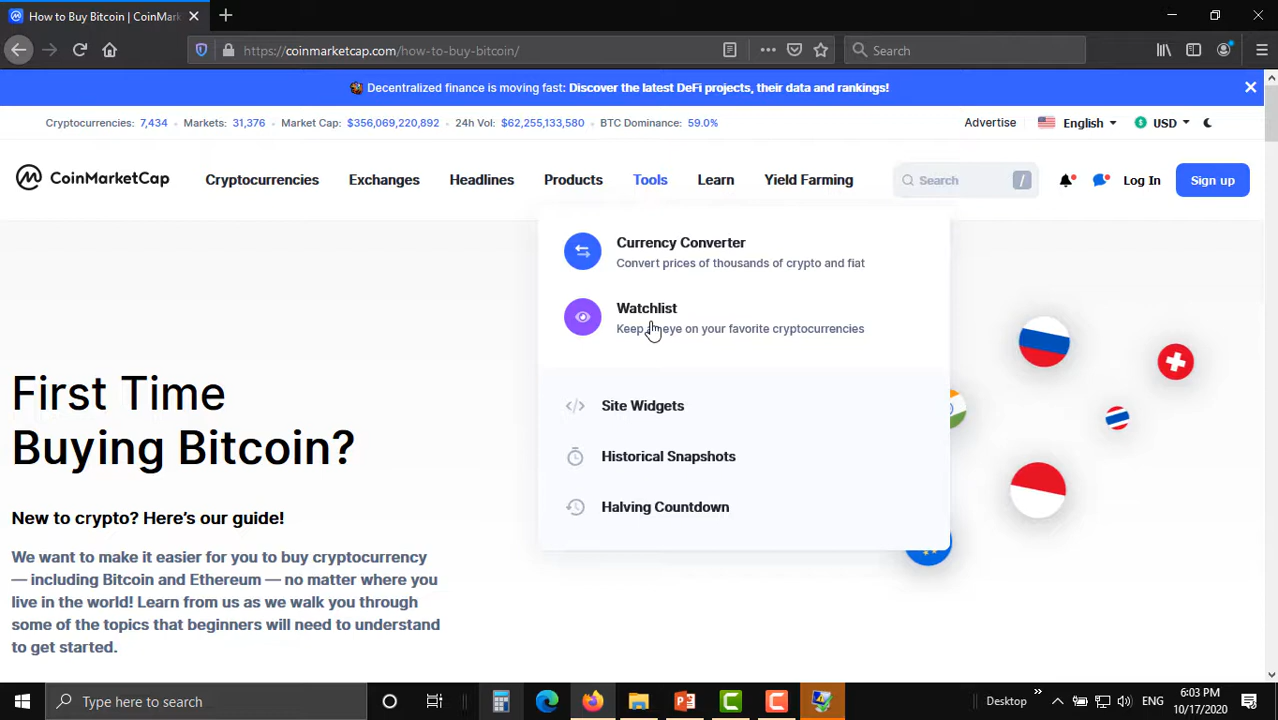 How to Buy Bitcoin | CoinMark
https://coinmarketcap.com/how-to-buy-bitcoin/
Search
Decentralized finance is moving fast: Discover the latest DeFi projects, their data and rankings!
Cryptocurrencies: 7,434 Markets: 31,376 Market Cap: $356,069,220,892 24h Vol: $62,255,133,580 BTC Dominance: 59.0%
Advertise English USD
CoinMarketCap Cryptocurrencies Exchanges Headlines Products Tools Learn Yield Farming Search / Log In Sign up
Currency Converter
Convert prices of thousands of crypto and fiat
Watchlist
Keep an eye on your favorite cryptocurrencies
Site Widgets
Historical Snapshots
Halving Countdown
First Time
Buying Bitcoin?
New to crypto? Here's our guide!
We want to make it easier for you to buy cryptocurrency
— including Bitcoin and Ethereum — no matter where you
live in the world! Learn from us as we walk you through
some of the topics that beginners will need to understand
to get started.
Type here to search
Desktop
ENG
6:03 PM
10/17/2020